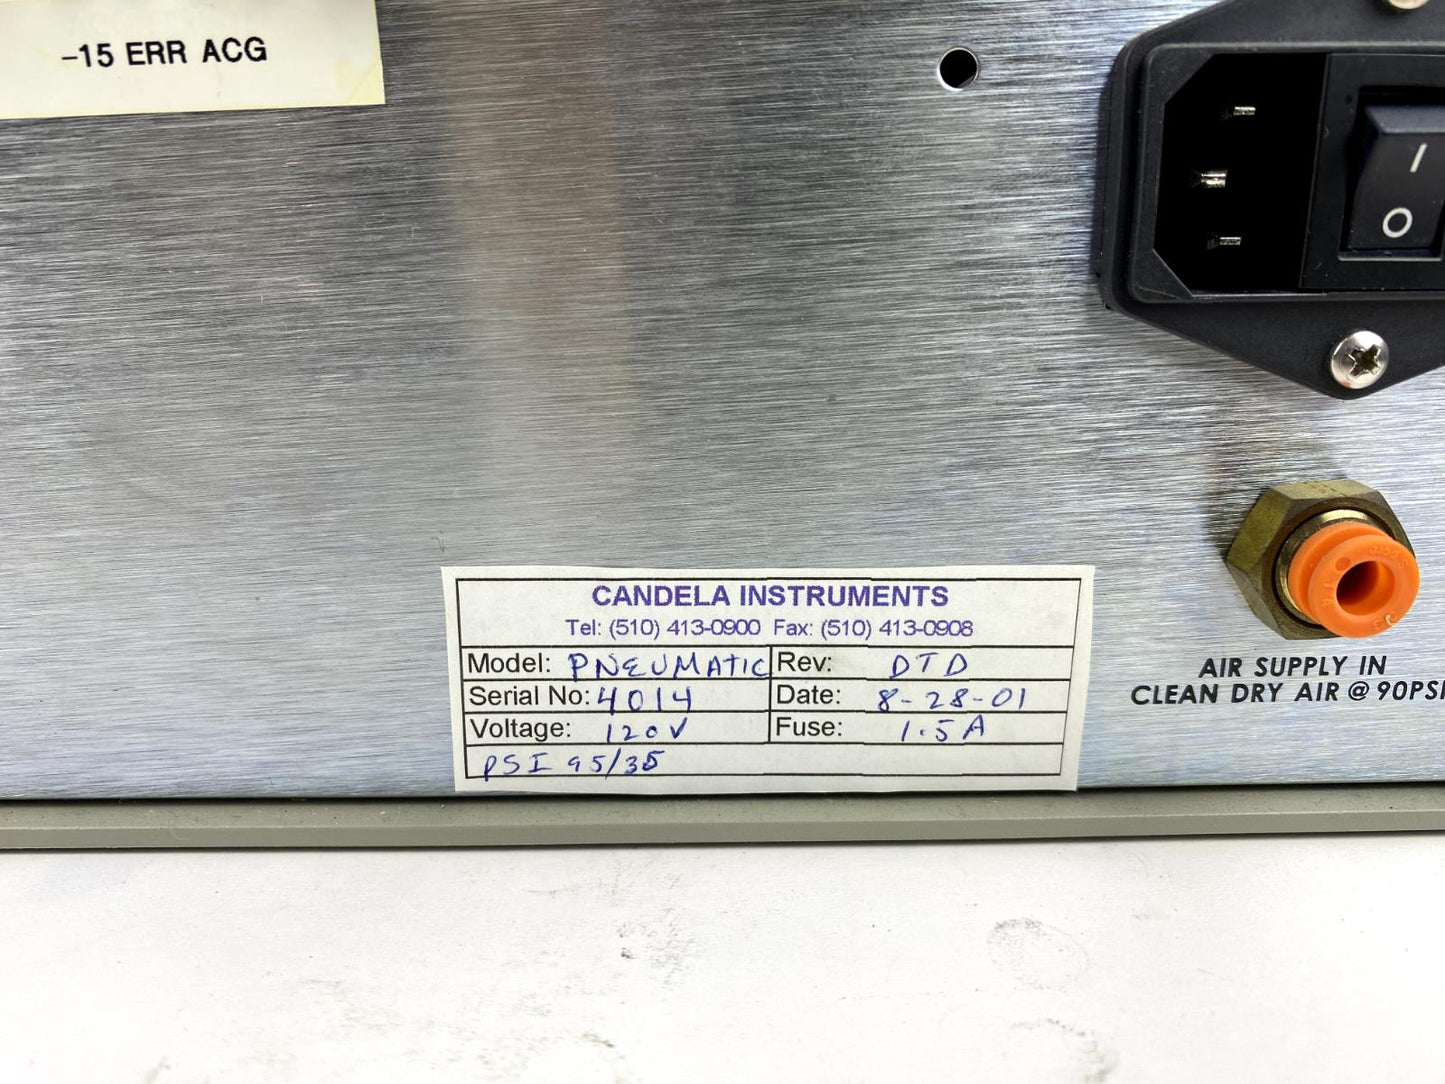 -15 ERR ACG
I
O
CANDELA INSTRUMENTS
Tel: (510) 413-0900 Fax: (510) 413-0908
Model: PNEUMATIC Rev: DTD
Serial No: 4014 Date: 8-28-01
Voltage: 120V Fuse: 1.5A
PSI 95/35
AIR SUPPLY IN
CLEAN DRY AIR @ 90PSI